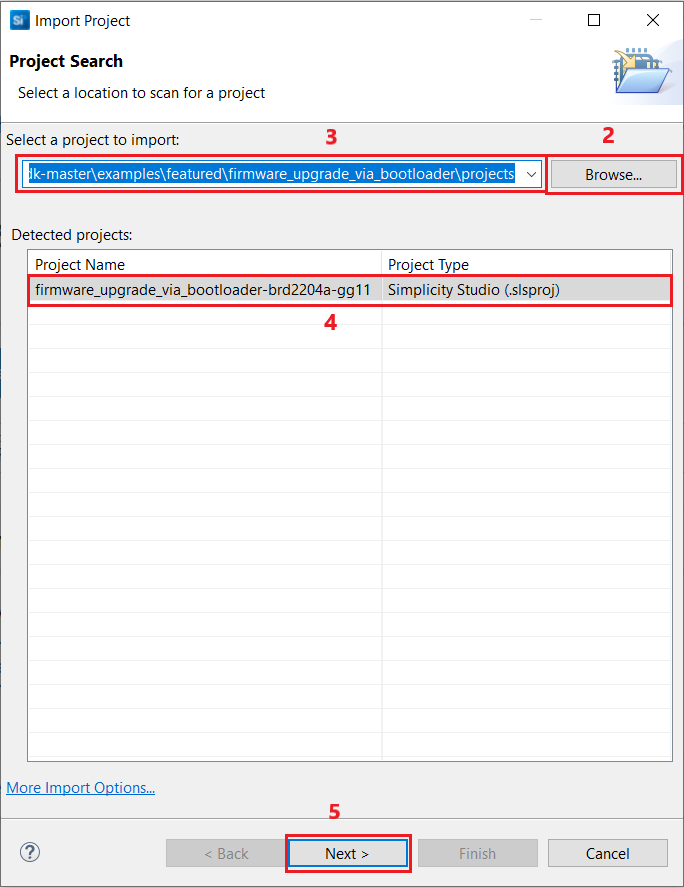 Si Import Project
Project Search
Select a location to scan for a project
Select a project to import:
3
2
dk-master\examples\featured\firmware_upgrade_via_bootloader\projects
Browse...
Detected projects:
Project Name Project Type
firmware_upgrade_via_bootloader-brd2204a-gg11 Simplicity Studio (.slsproj)
4
More Import Options...
5
? < Back Next > Finish Cancel